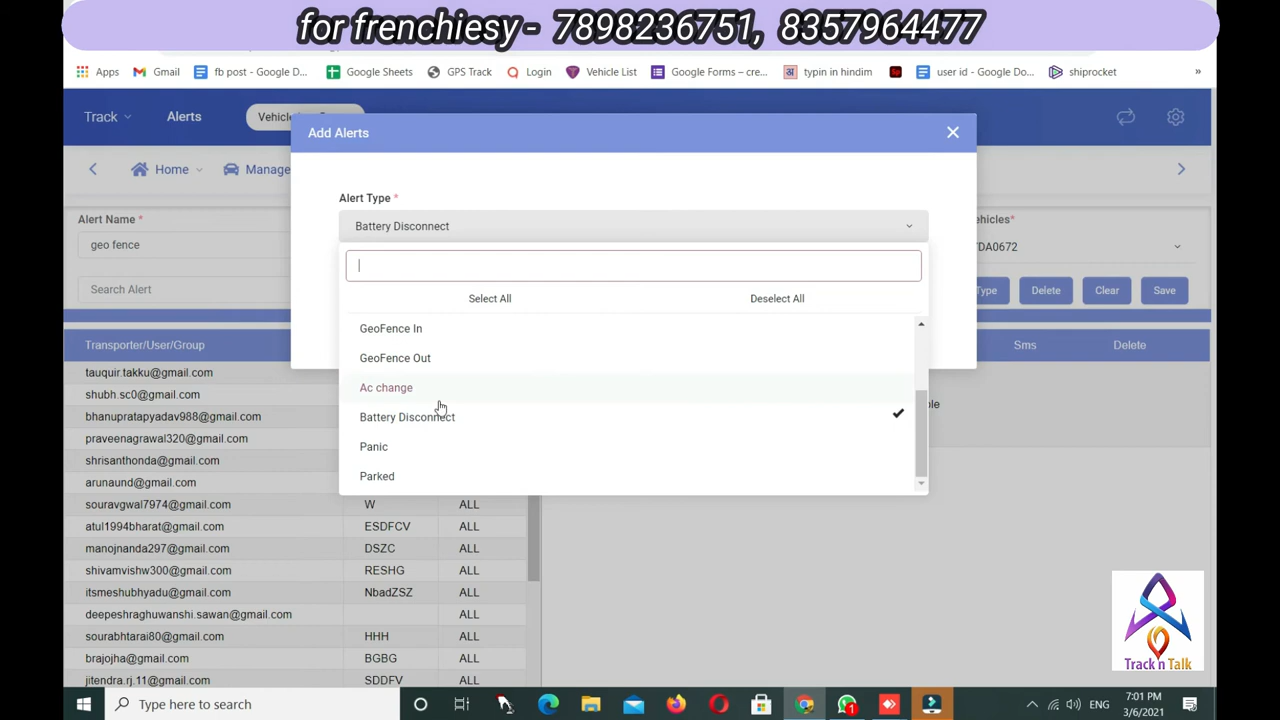 for frenchiesy - 7898236751, 8357964477
Apps
Gmail
fb post - Google D...
Google Sheets
GPS Track
Login
Vehicle List
Google Forms – cre...
typin in hindim
user id - Google Do...
shiprocket
»
Track
Alerts
Add Alerts
Home
Manage
Alert Type *
Alert Name *
geo fence
Battery Disconnect
DA0672
Search Alert
Select All
Deselect All
Type
Delete
Clear
Save
GeoFence In
GeoFence Out
Ac change
Battery Disconnect
Panic
Parked
Transporter/User/Group
Sms
Delete
tauquir.takku@gmail.com
shubh.sc0@gmail.com
bhanupratapyadav988@gmail.com
praveenagrawal320@gmail.com
shrisanthonda@gmail.com
arunaund@gmail.com
souravgwal7974@gmail.com W ALL
atul1994bharat@gmail.com ESDFCV ALL
manojnanda297@gmail.com DSZC ALL
shivamvishw300@gmail.com RESHG ALL
itsmeshubhyadu@gmail.com NbadZSZ ALL
deepeshraghuwanshi.sawan@gmail.com ALL
sourabhtarai80@gmail.com HHH ALL
brajojha@gmail.com BGBG ALL
jitendra.rj.11@gmail.com SDDFV ALL
Track n Talk
Type here to search
1
ENG
7:01 PM
3/6/2021